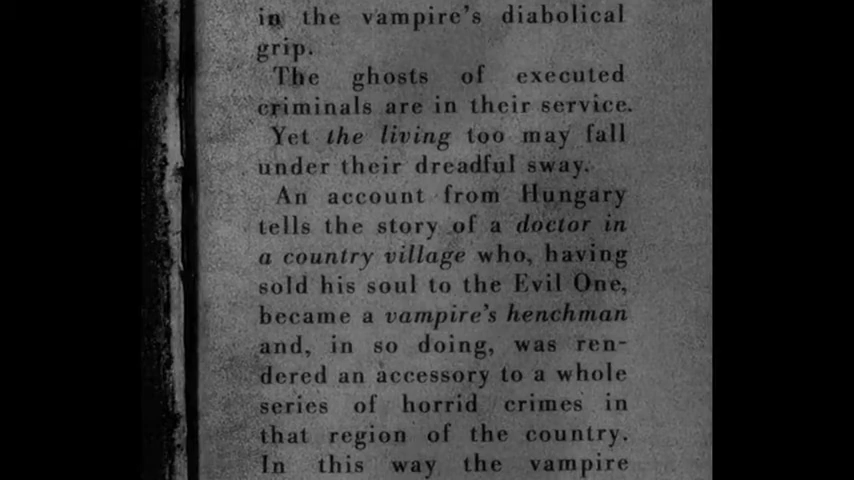 in the vampire's diabolical
grip.
The ghosts of executed
criminals are in their service.
Yet the living too may fall
under their dreadful sway.
An account from Hungary
tells the story of a doctor in
a country village who, having
sold his soul to the Evil One,
became a vampire's henchman
and, in so doing, was ren-
dered an accessory to a whole
series of horrid crimes in
that region of the country.
In this way the vampire